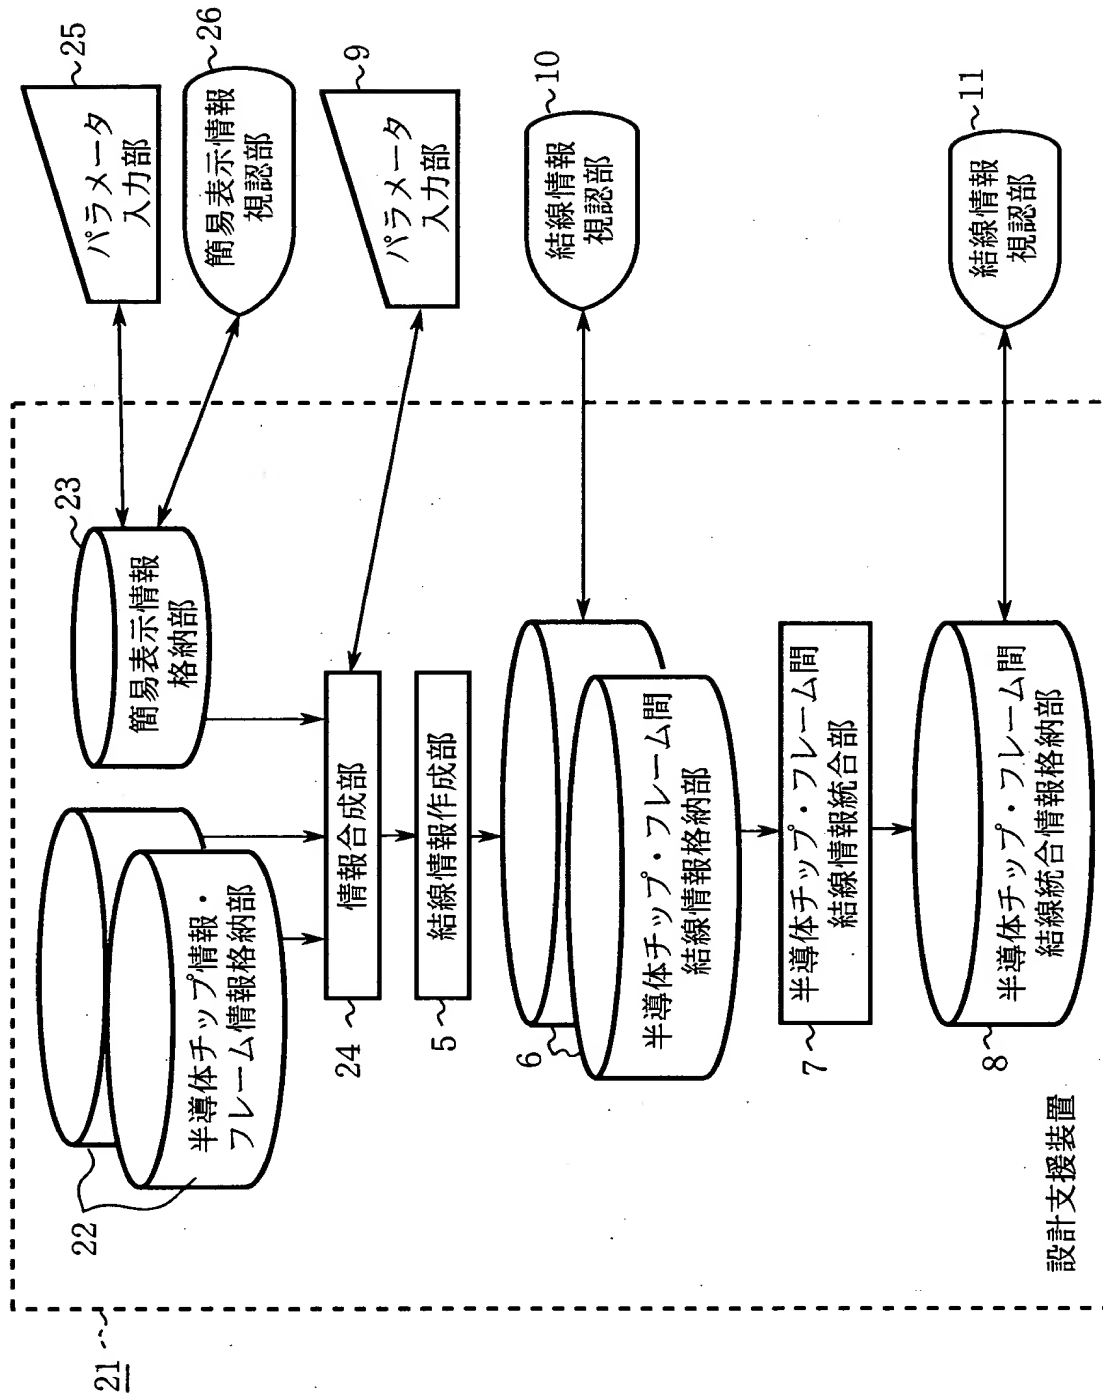 21
22
半導体チップ情報・
フレーム情報格納部
23
簡易表示情報
格納部
25
パラメータ
入力部
26
簡易表示情報
視認部
24
情報合成部
9
パラメータ
入力部
5
結線情報作成部
6
半導体チップ・フレーム間
結線情報格納部
10
結線情報
視認部
7
半導体チップ・フレーム間
結線情報統合部
8
半導体チップ・フレーム間
結線統合情報格納部
11
結線情報
視認部
設計支援装置